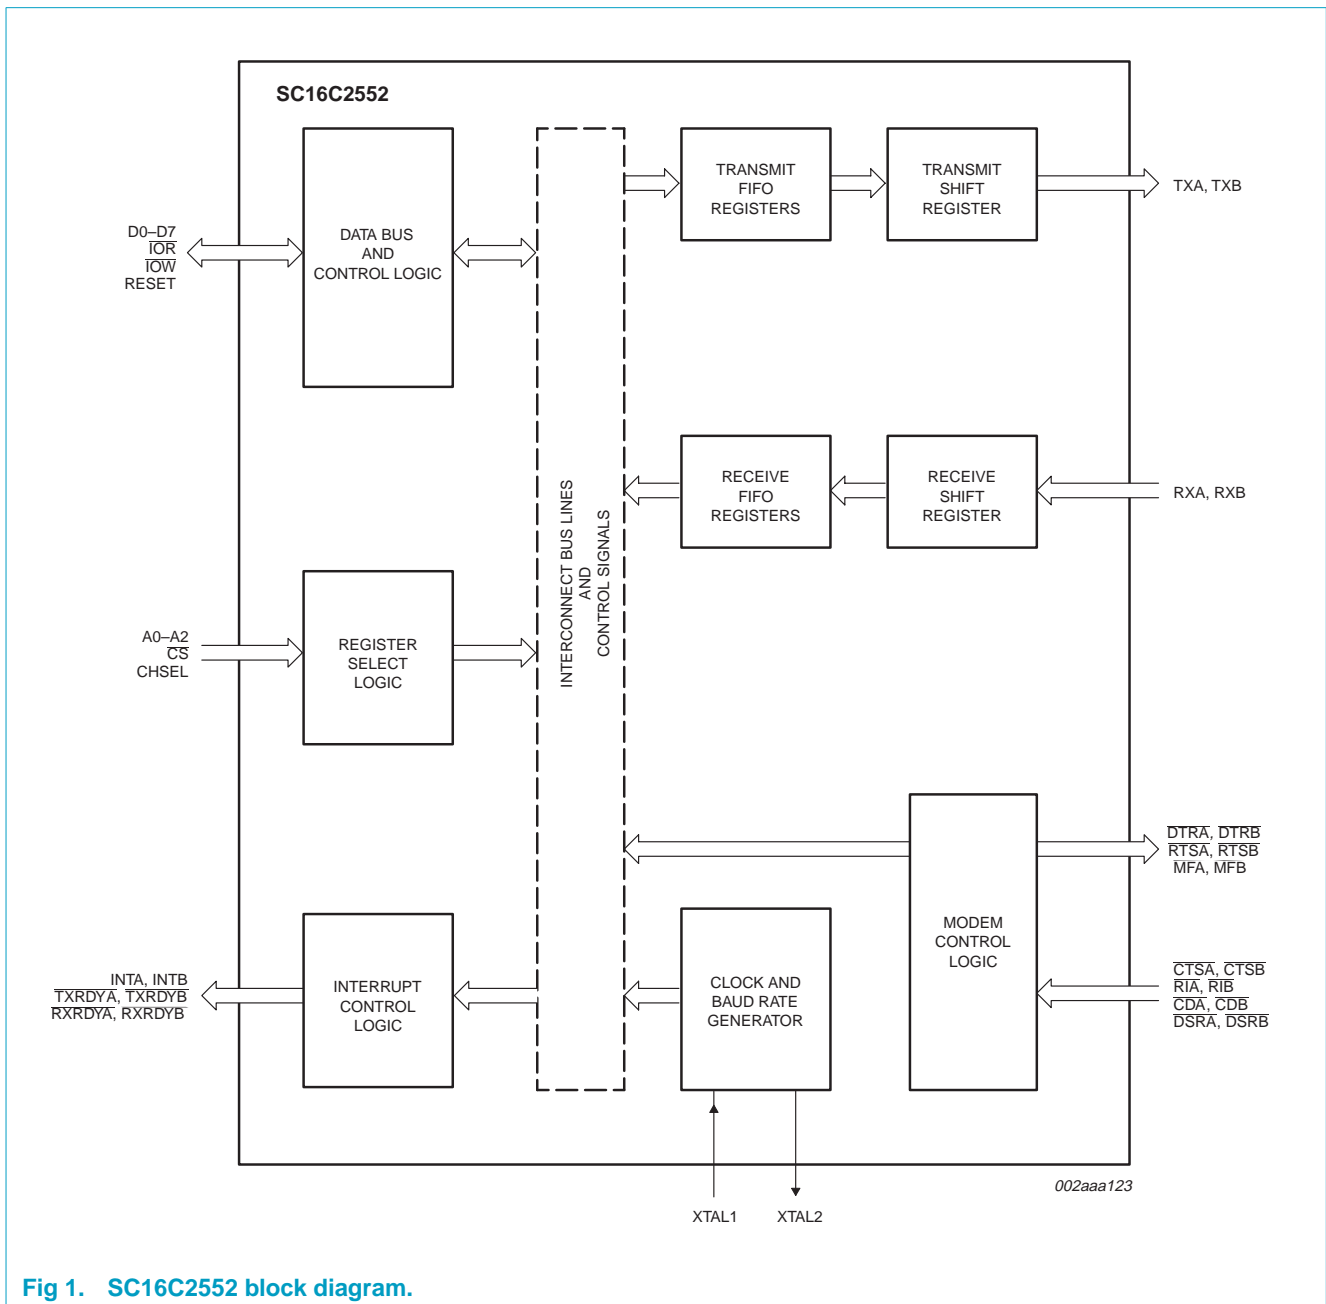 SC16C2552
D0–D7
IOR
IOW
RESET
DATA BUS
AND
CONTROL LOGIC
A0–A2
CS
CHSEL
REGISTER
SELECT
LOGIC
INTA, INTB
TXRDYA, TXRDYB
RXRDYA, RXRDYB
INTERRUPT
CONTROL
LOGIC
INTERCONNECT BUS LINES
AND
CONTROL SIGNALS
TRANSMIT
FIFO
REGISTERS
TRANSMIT
SHIFT
REGISTER
TXA, TXB
RECEIVE
FIFO
REGISTERS
RECEIVE
SHIFT
REGISTER
RXA, RXB
CLOCK AND
BAUD RATE
GENERATOR
MODEM
CONTROL
LOGIC
DTRA, DTRB
RTSA, RTSB
MFA, MFB
CTSA, CTSB
RIA, RIB
CDA, CDB
DSRA, DSRB
XTAL1
XTAL2
002aaa123
Fig 1. SC16C2552 block diagram.